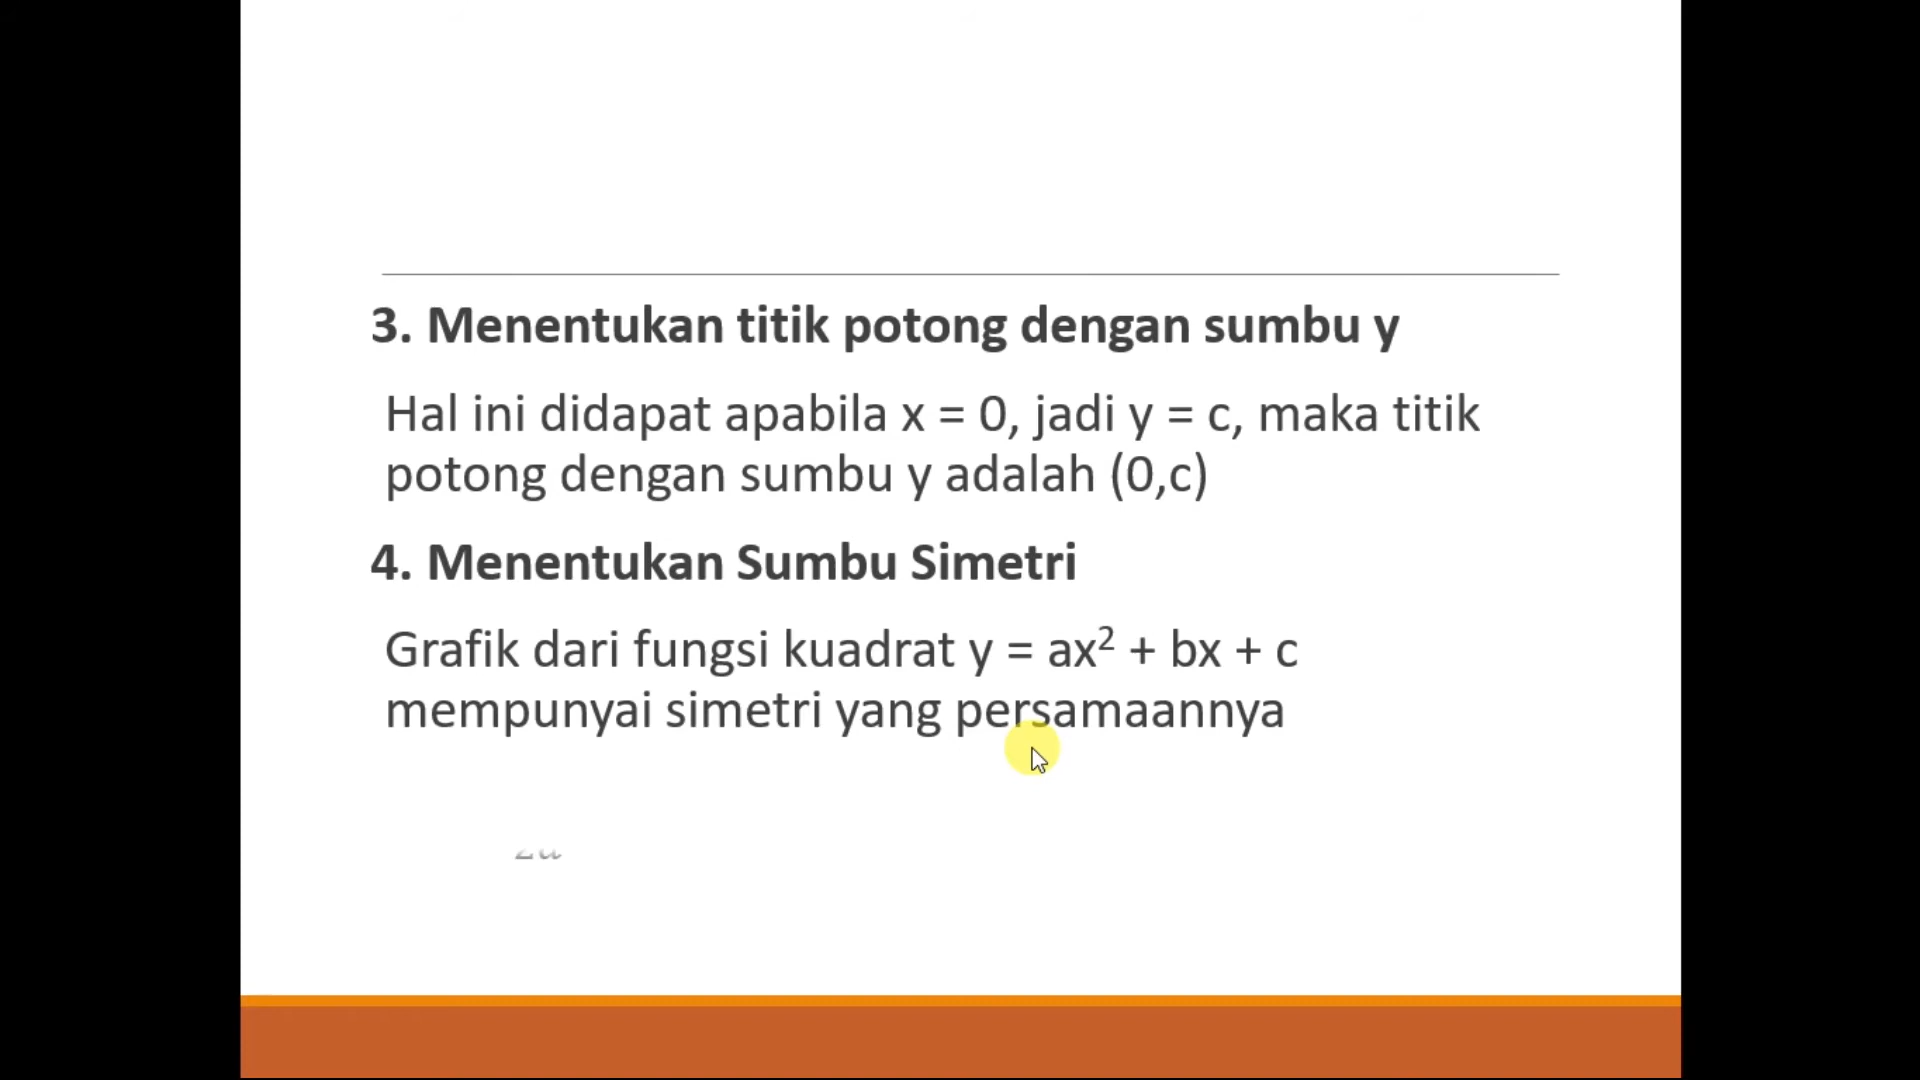 3. Menentukan titik potong dengan sumbu y
Hal ini didapat apabila x = 0, jadi y = c, maka titik
potong dengan sumbu y adalah (0,c)
4. Menentukan Sumbu Simetri
Grafik dari fungsi kuadrat y = ax² + bx + c
mempunyai simetri yang persamaannya